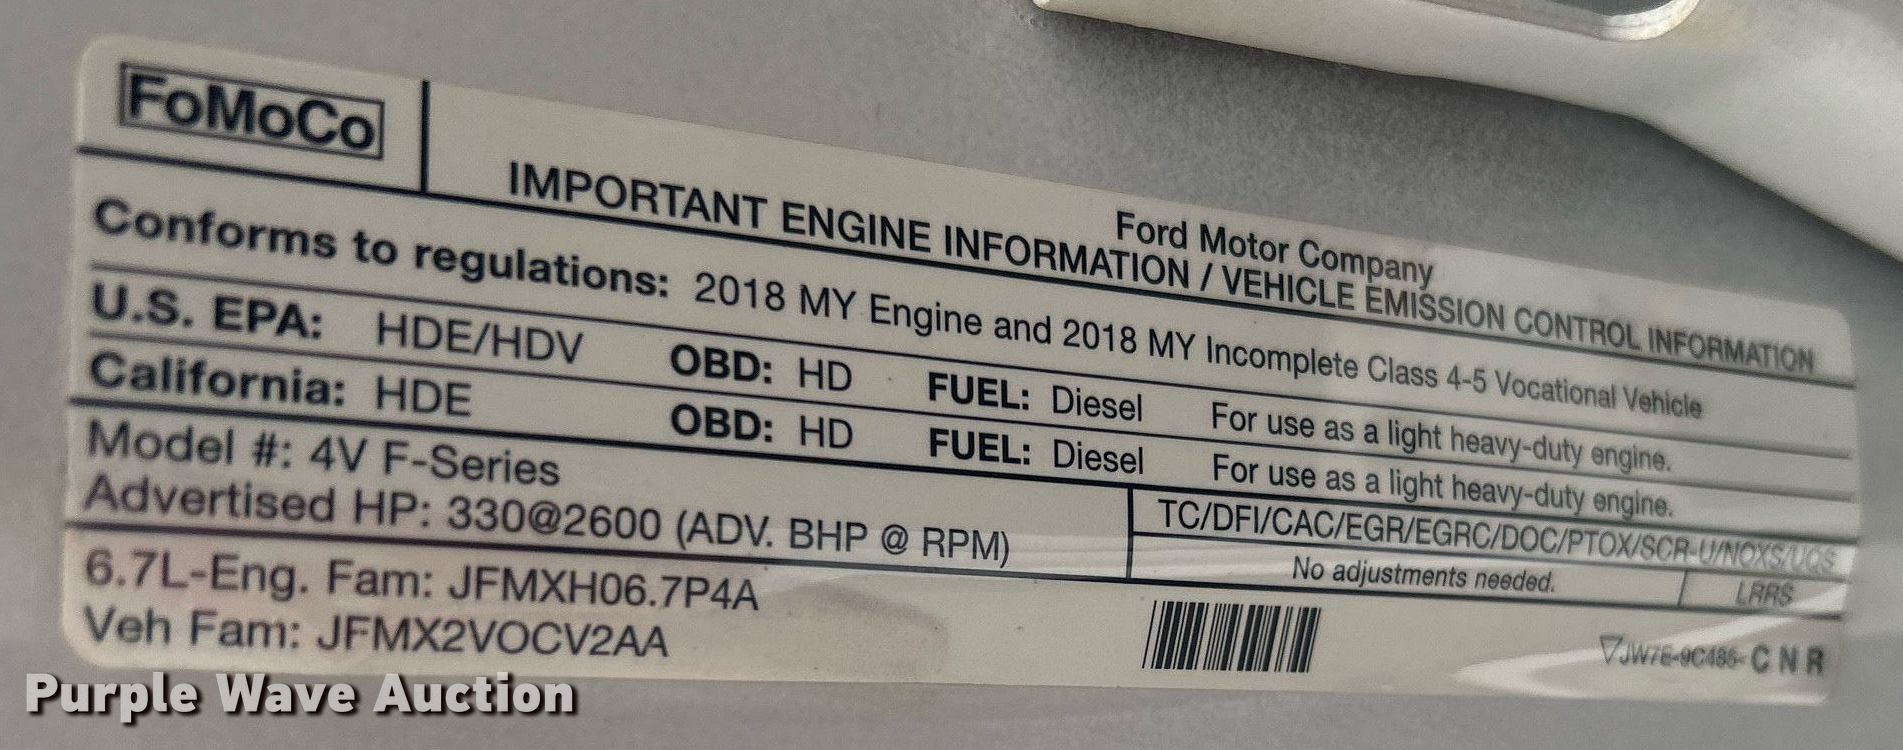 FoMoCo
Ford Motor Company
IMPORTANT ENGINE INFORMATION / VEHICLE EMISSION CONTROL INFORMATION
Conforms to regulations: 2018 MY Engine and 2018 MY Incomplete Class 4-5 Vocational Vehicle
U.S. EPA: HDE/HDV OBD: HD FUEL: Diesel For use as a light heavy-duty engine.
California: HDE OBD: HD FUEL: Diesel For use as a light heavy-duty engine.
Model #: 4V F-Series
Advertised HP: 330@2600 (ADV. BHP @ RPM)
TC/DFI/CAC/EGR/EGRC/DOC/PTOX/SCR-U/NOXS/UQS
No adjustments needed. LRRS
6.7L-Eng. Fam: JFMXH06.7P4A
Veh Fam: JFMX2VOCV2AA
JW7E-9C485- C N R
Purple Wave Auction